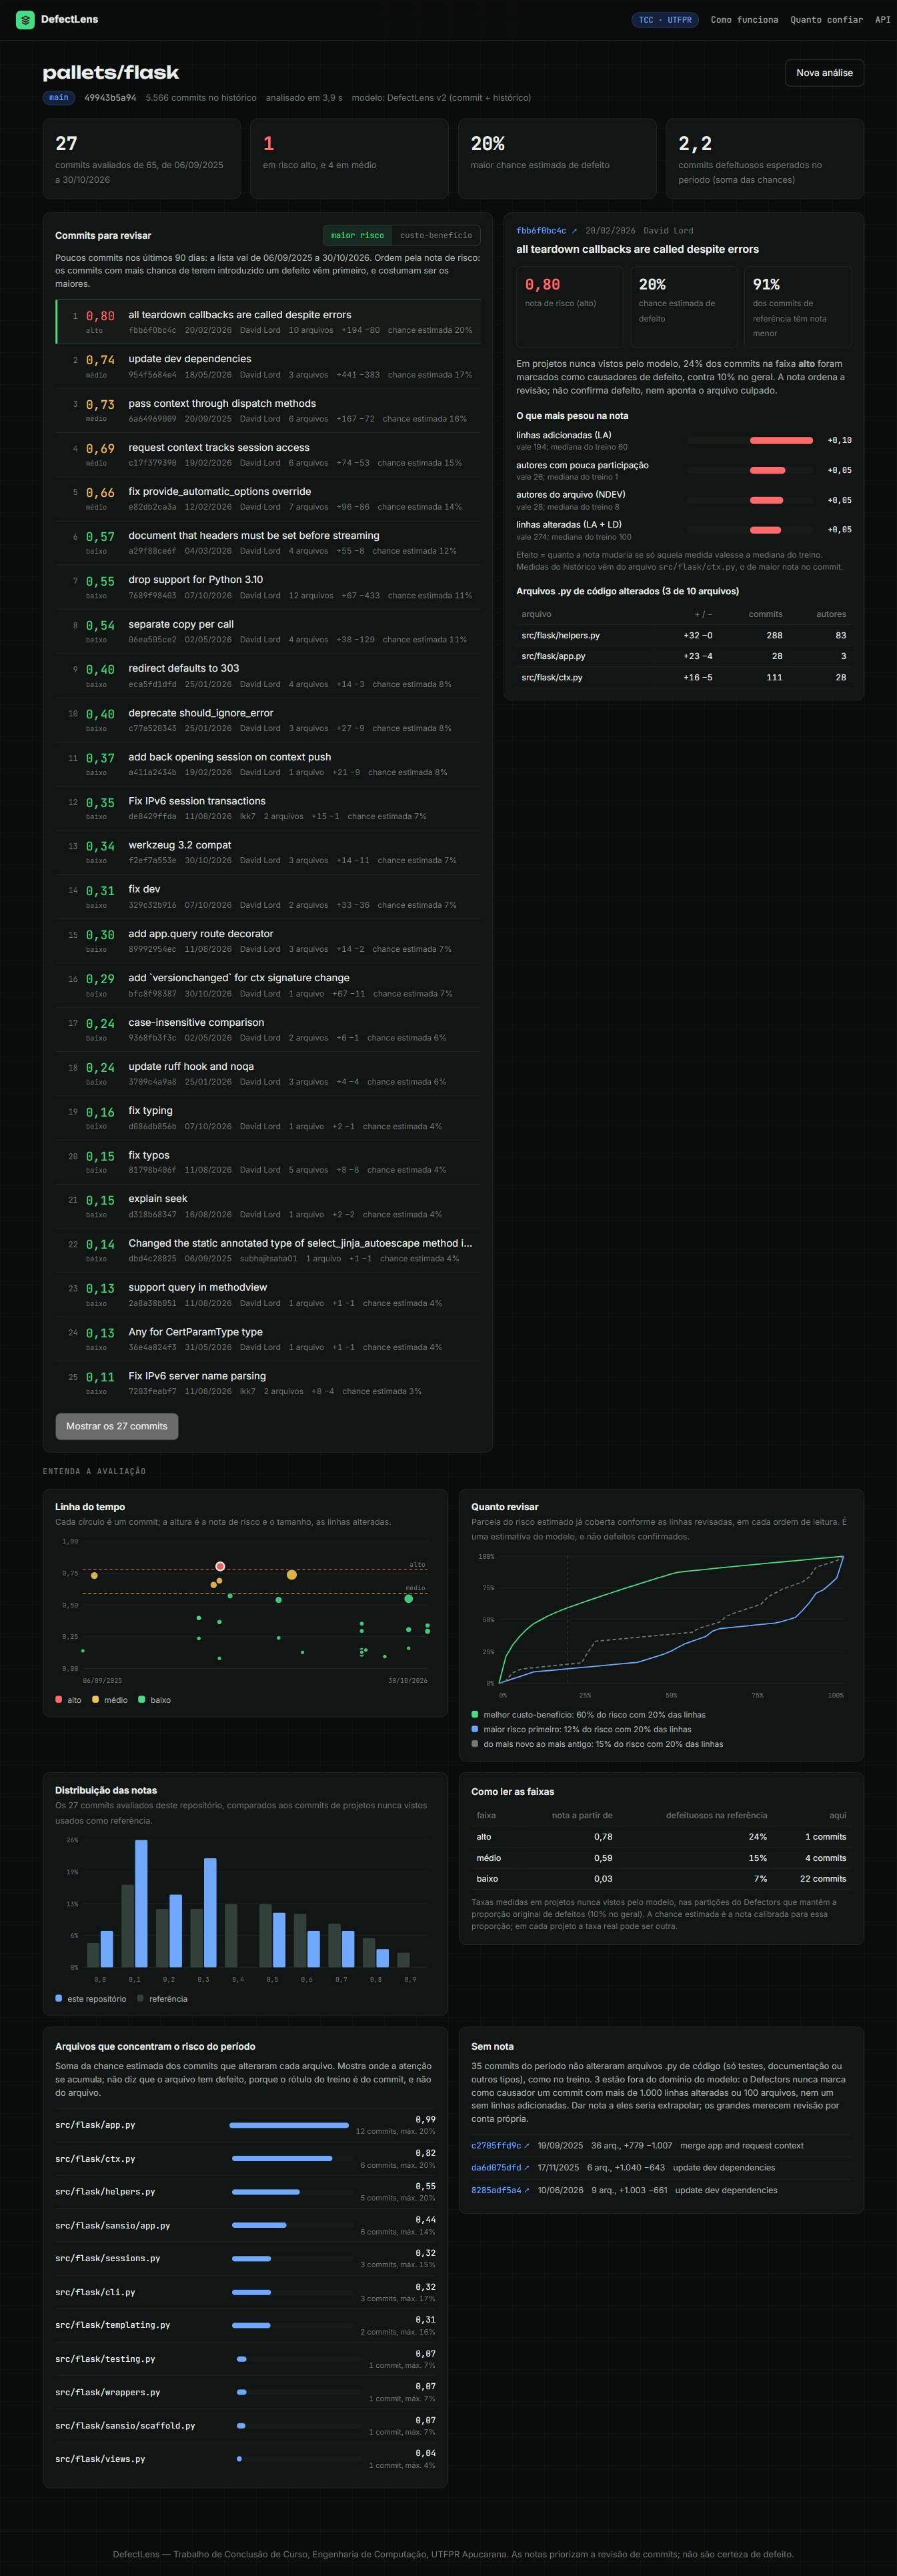 DefectLens
TCC · UTFPR Como funciona Quanto confiar API
pallets/flask
Nova análise
main 49943b5a94 5.566 commits no histórico analisado em 3,9 s modelo: DefectLens v2 (commit + histórico)
27
commits avaliados de 65, de 06/09/2025
a 30/10/2026
1
em risco alto, e 4 em médio
20%
maior chance estimada de defeito
2,2
commits defeituosos esperados no
período (soma das chances)
Commits para revisar
maior risco custo-benefício
Poucos commits nos últimos 90 dias: a lista vai de 06/09/2025 a 30/10/2026. Ordem pela nota de risco:
os commits com mais chance de terem introduzido um defeito vêm primeiro, e costumam ser os
maiores.
1 0,80 all teardown callbacks are called despite errors
alto fbb6f0bc4c 20/02/2026 David Lord 10 arquivos +194 −80 chance estimada 20%
2 0,74 update dev dependencies
médio 954f5684e4 18/05/2026 David Lord 3 arquivos +441 −383 chance estimada 17%
3 0,73 pass context through dispatch methods
médio 6a64969809 20/09/2025 David Lord 6 arquivos +167 −72 chance estimada 16%
4 0,69 request context tracks session access
médio c17f379390 19/02/2026 David Lord 6 arquivos +74 −53 chance estimada 15%
5 0,66 fix provide_automatic_options override
médio e82db2ca3a 12/02/2026 David Lord 7 arquivos +96 −86 chance estimada 14%
6 0,57 document that headers must be set before streaming
baixo a29f88ce6f 04/03/2026 David Lord 4 arquivos +55 −8 chance estimada 12%
7 0,55 drop support for Python 3.10
baixo 7689f98403 07/10/2026 David Lord 12 arquivos +67 −433 chance estimada 11%
8 0,54 separate copy per call
baixo 06ea505ce2 02/05/2026 David Lord 4 arquivos +38 −129 chance estimada 11%
9 0,40 redirect defaults to 303
baixo eca5fd1dfd 25/01/2026 David Lord 4 arquivos +14 −3 chance estimada 8%
10 0,40 deprecate should_ignore_error
baixo c77a520343 25/01/2026 David Lord 3 arquivos +27 −9 chance estimada 8%
11 0,37 add back opening session on context push
baixo a411a2434b 19/02/2026 David Lord 1 arquivo +21 −9 chance estimada 8%
12 0,35 Fix IPv6 session transactions
baixo de8429ffda 11/08/2026 lkk7 2 arquivos +15 −1 chance estimada 7%
13 0,34 werkzeug 3.2 compat
baixo f2ef7a553e 30/10/2026 David Lord 3 arquivos +14 −11 chance estimada 7%
14 0,31 fix dev
baixo 329c32b916 07/10/2026 David Lord 2 arquivos +33 −36 chance estimada 7%
15 0,30 add app.query route decorator
baixo 89992954ec 11/08/2026 David Lord 3 arquivos +14 −2 chance estimada 7%
16 0,29 add `versionchanged` for ctx signature change
baixo bfc8f98387 30/10/2026 David Lord 1 arquivo +67 −11 chance estimada 7%
17 0,24 case-insensitive comparison
baixo 9368fb3f3c 02/05/2026 David Lord 2 arquivos +6 −1 chance estimada 6%
18 0,24 update ruff hook and noqa
baixo 3709c4a9a8 25/01/2026 David Lord 3 arquivos +4 −4 chance estimada 6%
19 0,16 fix typing
baixo d086db856b 07/10/2026 David Lord 1 arquivo +2 −1 chance estimada 4%
20 0,15 fix typos
baixo 81798b406f 11/08/2026 David Lord 5 arquivos +8 −8 chance estimada 4%
21 0,15 explain seek
baixo d318b68347 16/08/2026 David Lord 1 arquivo +2 −2 chance estimada 4%
22 0,14 Changed the static annotated type of select_jinja_autoescape method i...
baixo dbd4c28825 06/09/2025 subhajitsaha01 1 arquivo +1 −1 chance estimada 4%
23 0,13 support query in methodview
baixo 2a8a38b051 11/08/2026 David Lord 1 arquivo +1 −1 chance estimada 4%
24 0,13 Any for CertParamType type
baixo 36e4a824f3 31/05/2026 David Lord 1 arquivo +1 −1 chance estimada 4%
25 0,11 Fix IPv6 server name parsing
baixo 7203feabf7 11/08/2026 lkk7 2 arquivos +8 −4 chance estimada 3%
Mostrar os 27 commits
fbb6f0bc4c ↗ 20/02/2026 David Lord
all teardown callbacks are called despite errors
0,80
nota de risco (alto)
20%
chance estimada de
defeito
91%
dos commits de
referência têm nota
menor
Em projetos nunca vistos pelo modelo, 24% dos commits na faixa alto foram
marcados como causadores de defeito, contra 10% no geral. A nota ordena a
revisão; não confirma defeito, nem aponta o arquivo culpado.
O que mais pesou na nota
linhas adicionadas (LA) +0,10
vale 194; mediana do treino 60
autores com pouca participação +0,05
vale 26; mediana do treino 1
autores do arquivo (NDEV) +0,05
vale 28; mediana do treino 8
linhas alteradas (LA + LD) +0,05
vale 274; mediana do treino 100
Efeito = quanto a nota mudaria se só aquela medida valesse a mediana do treino.
Medidas do histórico vêm do arquivo src/flask/ctx.py, o de maior nota no commit.
Arquivos .py de código alterados (3 de 10 arquivos)
arquivo + / − commits autores
src/flask/helpers.py +32 −0 288 83
src/flask/app.py +23 −4 28 3
src/flask/ctx.py +16 −5 111 28
ENTENDA A AVALIAÇÃO
Linha do tempo
Cada círculo é um commit; a altura é a nota de risco e o tamanho, as linhas alteradas.
1,00
alto
0,75
médio
0,50
0,25
0,00
06/09/2025 30/10/2026
alto médio baixo
Quanto revisar
Parcela do risco estimado já coberta conforme as linhas revisadas, em cada ordem de leitura. É
uma estimativa do modelo, e não defeitos confirmados.
100%
75%
50%
25%
0%
0% 25% 50% 75% 100%
melhor custo-benefício: 60% do risco com 20% das linhas
maior risco primeiro: 12% do risco com 20% das linhas
do mais novo ao mais antigo: 15% do risco com 20% das linhas
Distribuição das notas
Os 27 commits avaliados deste repositório, comparados aos commits de projetos nunca vistos
usados como referência.
26%
19%
13%
6%
0%
0,0 0,1 0,2 0,3 0,4 0,5 0,6 0,7 0,8 0,9
este repositório referência
Como ler as faixas
faixa nota a partir de defeituosos na referência aqui
alto 0,78 24% 1 commits
médio 0,59 15% 4 commits
baixo 0,03 7% 22 commits
Taxas medidas em projetos nunca vistos pelo modelo, nas partições do Defectors que mantêm a
proporção original de defeitos (10% no geral). A chance estimada é a nota calibrada para essa
proporção; em cada projeto a taxa real pode ser outra.
Arquivos que concentram o risco do período
Soma da chance estimada dos commits que alteraram cada arquivo. Mostra onde a atenção
se acumula; não diz que o arquivo tem defeito, porque o rótulo do treino é do commit, e não
do arquivo.
src/flask/app.py 0,99
12 commits, máx. 20%
src/flask/ctx.py 0,82
6 commits, máx. 20%
src/flask/helpers.py 0,55
5 commits, máx. 20%
src/flask/sansio/app.py 0,44
6 commits, máx. 14%
src/flask/sessions.py 0,32
3 commits, máx. 15%
src/flask/cli.py 0,32
3 commits, máx. 17%
src/flask/templating.py 0,31
2 commits, máx. 16%
src/flask/testing.py 0,07
1 commit, máx. 7%
src/flask/wrappers.py 0,07
1 commit, máx. 7%
src/flask/sansio/scaffold.py 0,07
1 commit, máx. 7%
src/flask/views.py 0,04
1 commit, máx. 4%
Sem nota
35 commits do período não alteraram arquivos .py de código (só testes, documentação ou
outros tipos), como no treino. 3 estão fora do domínio do modelo: o Defectors nunca marca
como causador um commit com mais de 1.000 linhas alteradas ou 100 arquivos, nem um
sem linhas adicionadas. Dar nota a eles seria extrapolar; os grandes merecem revisão por
conta própria.
c2705ffd9c ↗ 19/09/2025 36 arq., +779 −1.007 merge app and request context
da6d075dfd ↗ 17/11/2025 6 arq., +1.040 −643 update dev dependencies
8285adf5a4 ↗ 10/06/2026 9 arq., +1.003 −661 update dev dependencies
DefectLens — Trabalho de Conclusão de Curso, Engenharia de Computação, UTFPR Apucarana. As notas priorizam a revisão de commits; não são certeza de defeito.